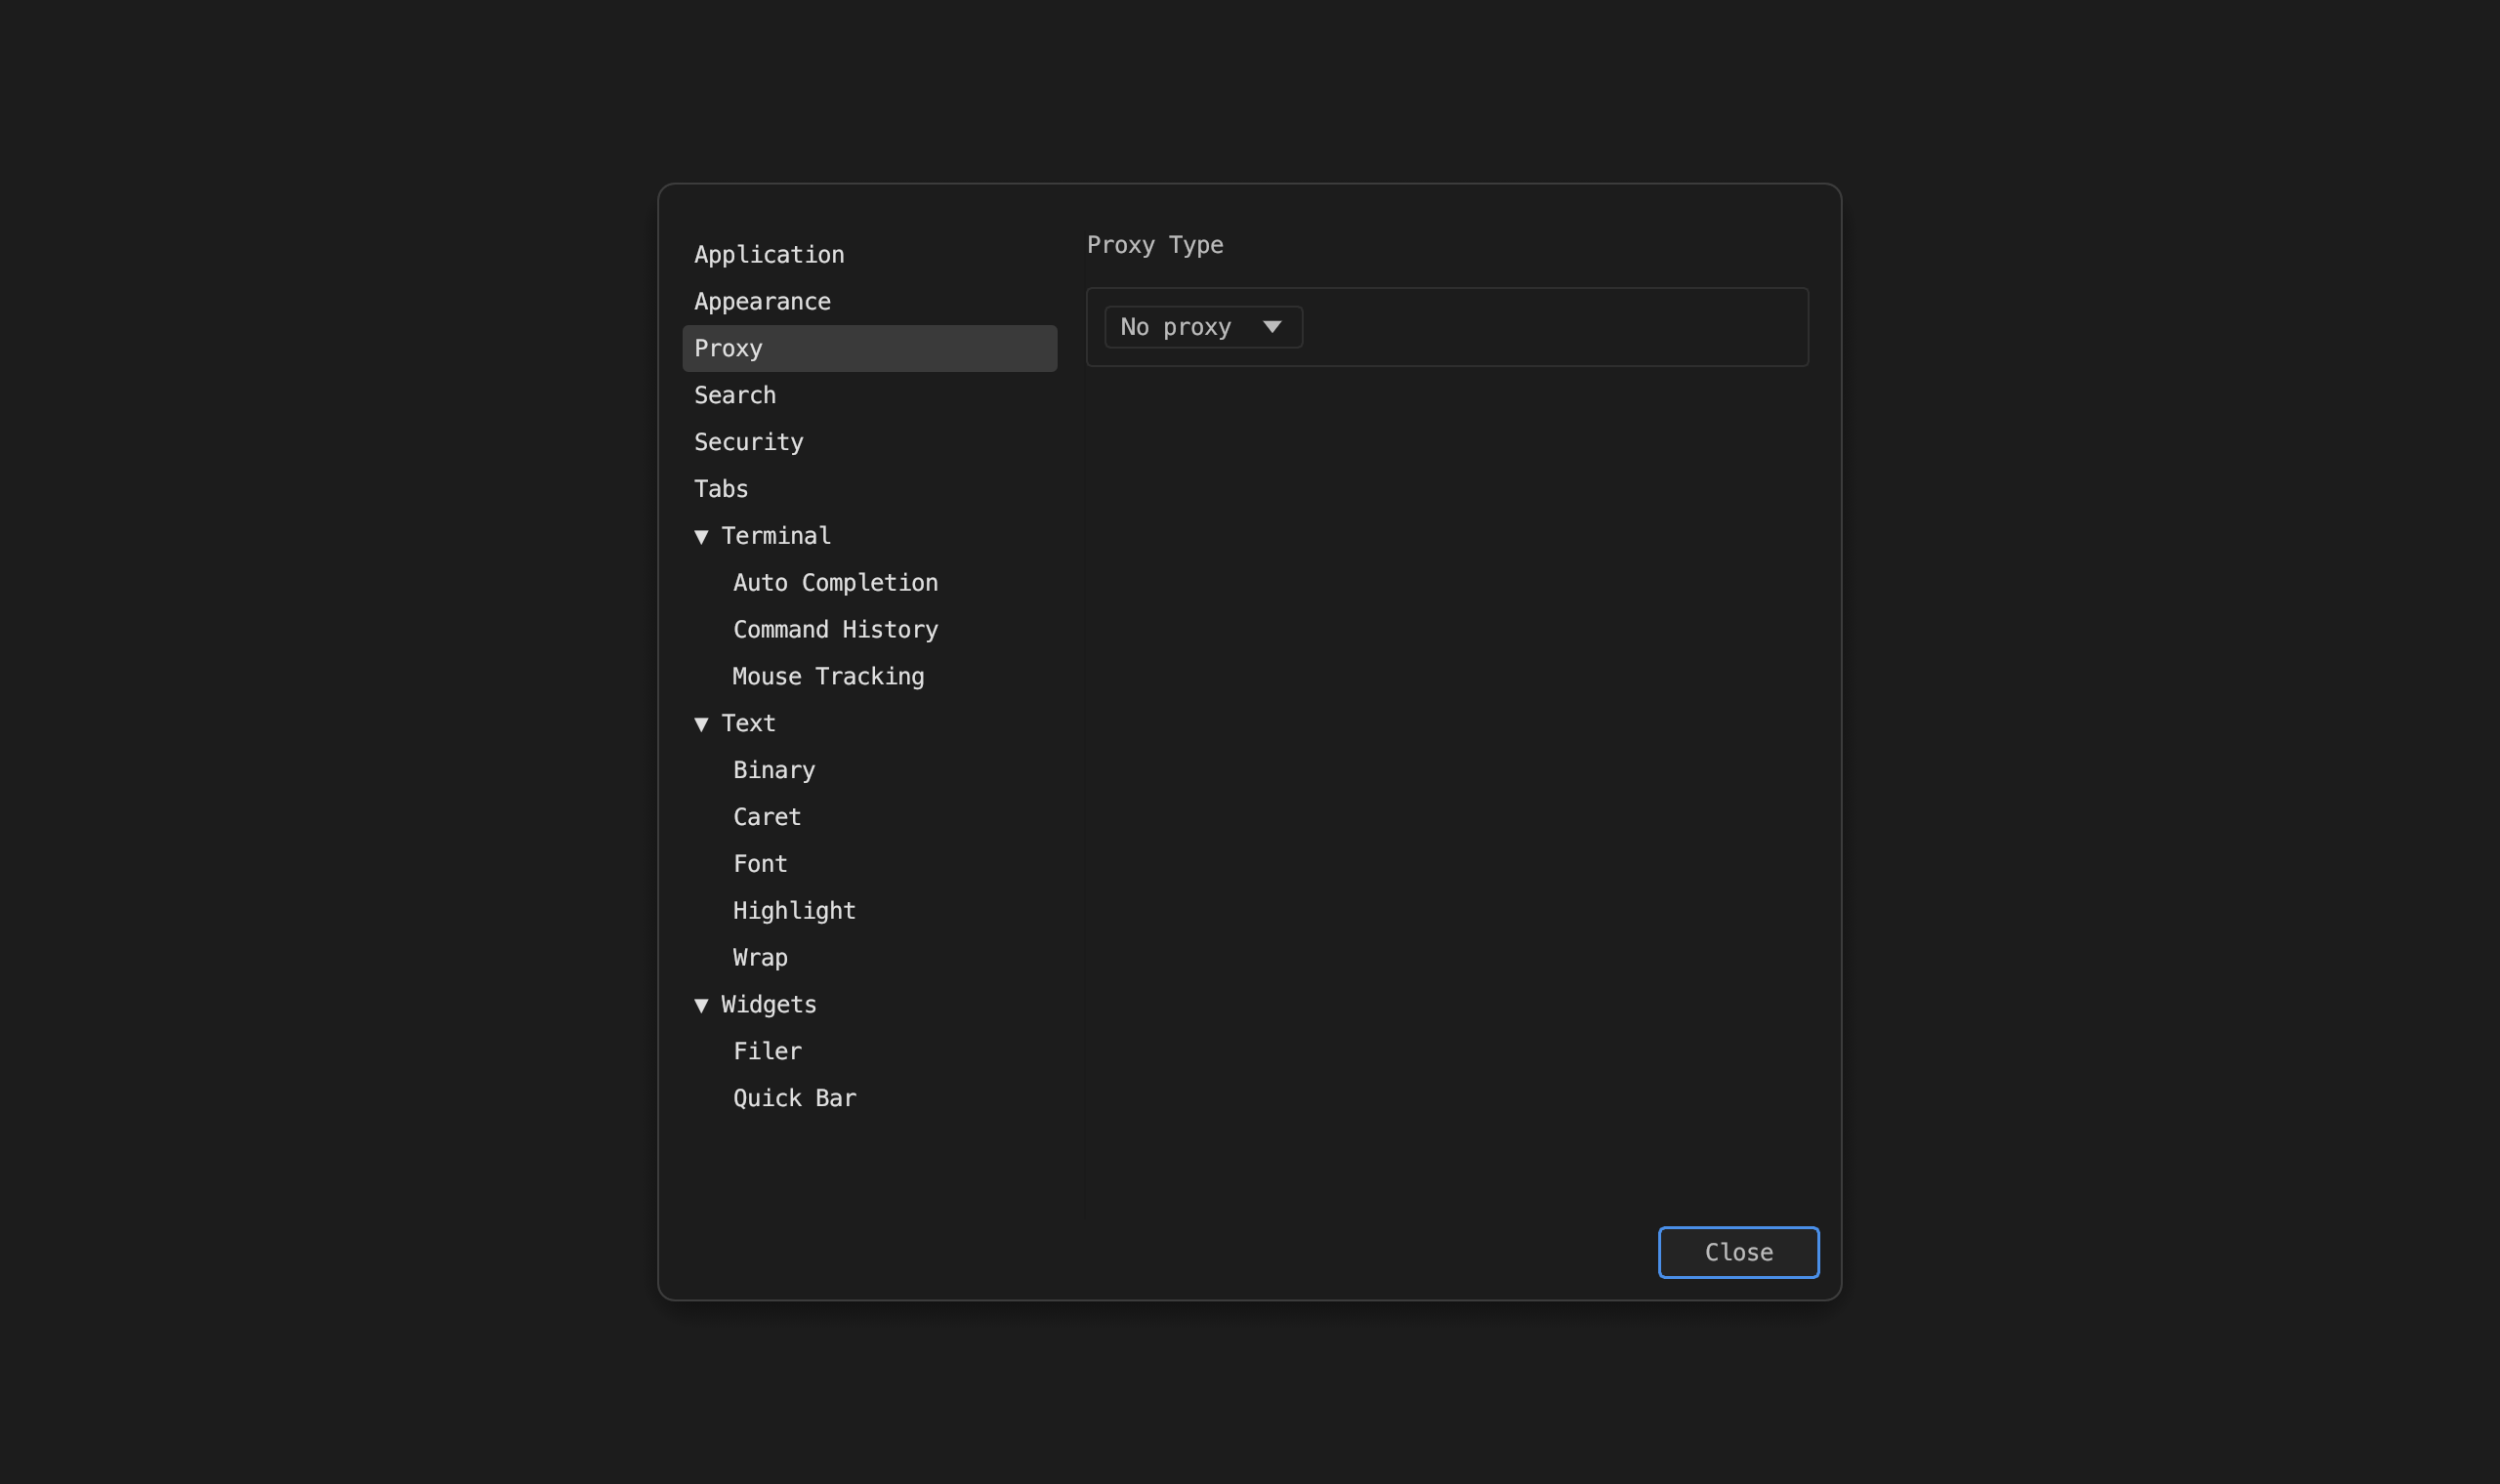 Application
Appearance
Proxy
Search
Security
Tabs
▼ Terminal
Auto Completion
Command History
Mouse Tracking
▼ Text
Binary
Caret
Font
Highlight
Wrap
▼ Widgets
Filer
Quick Bar
Proxy Type
No proxy ▼
Close